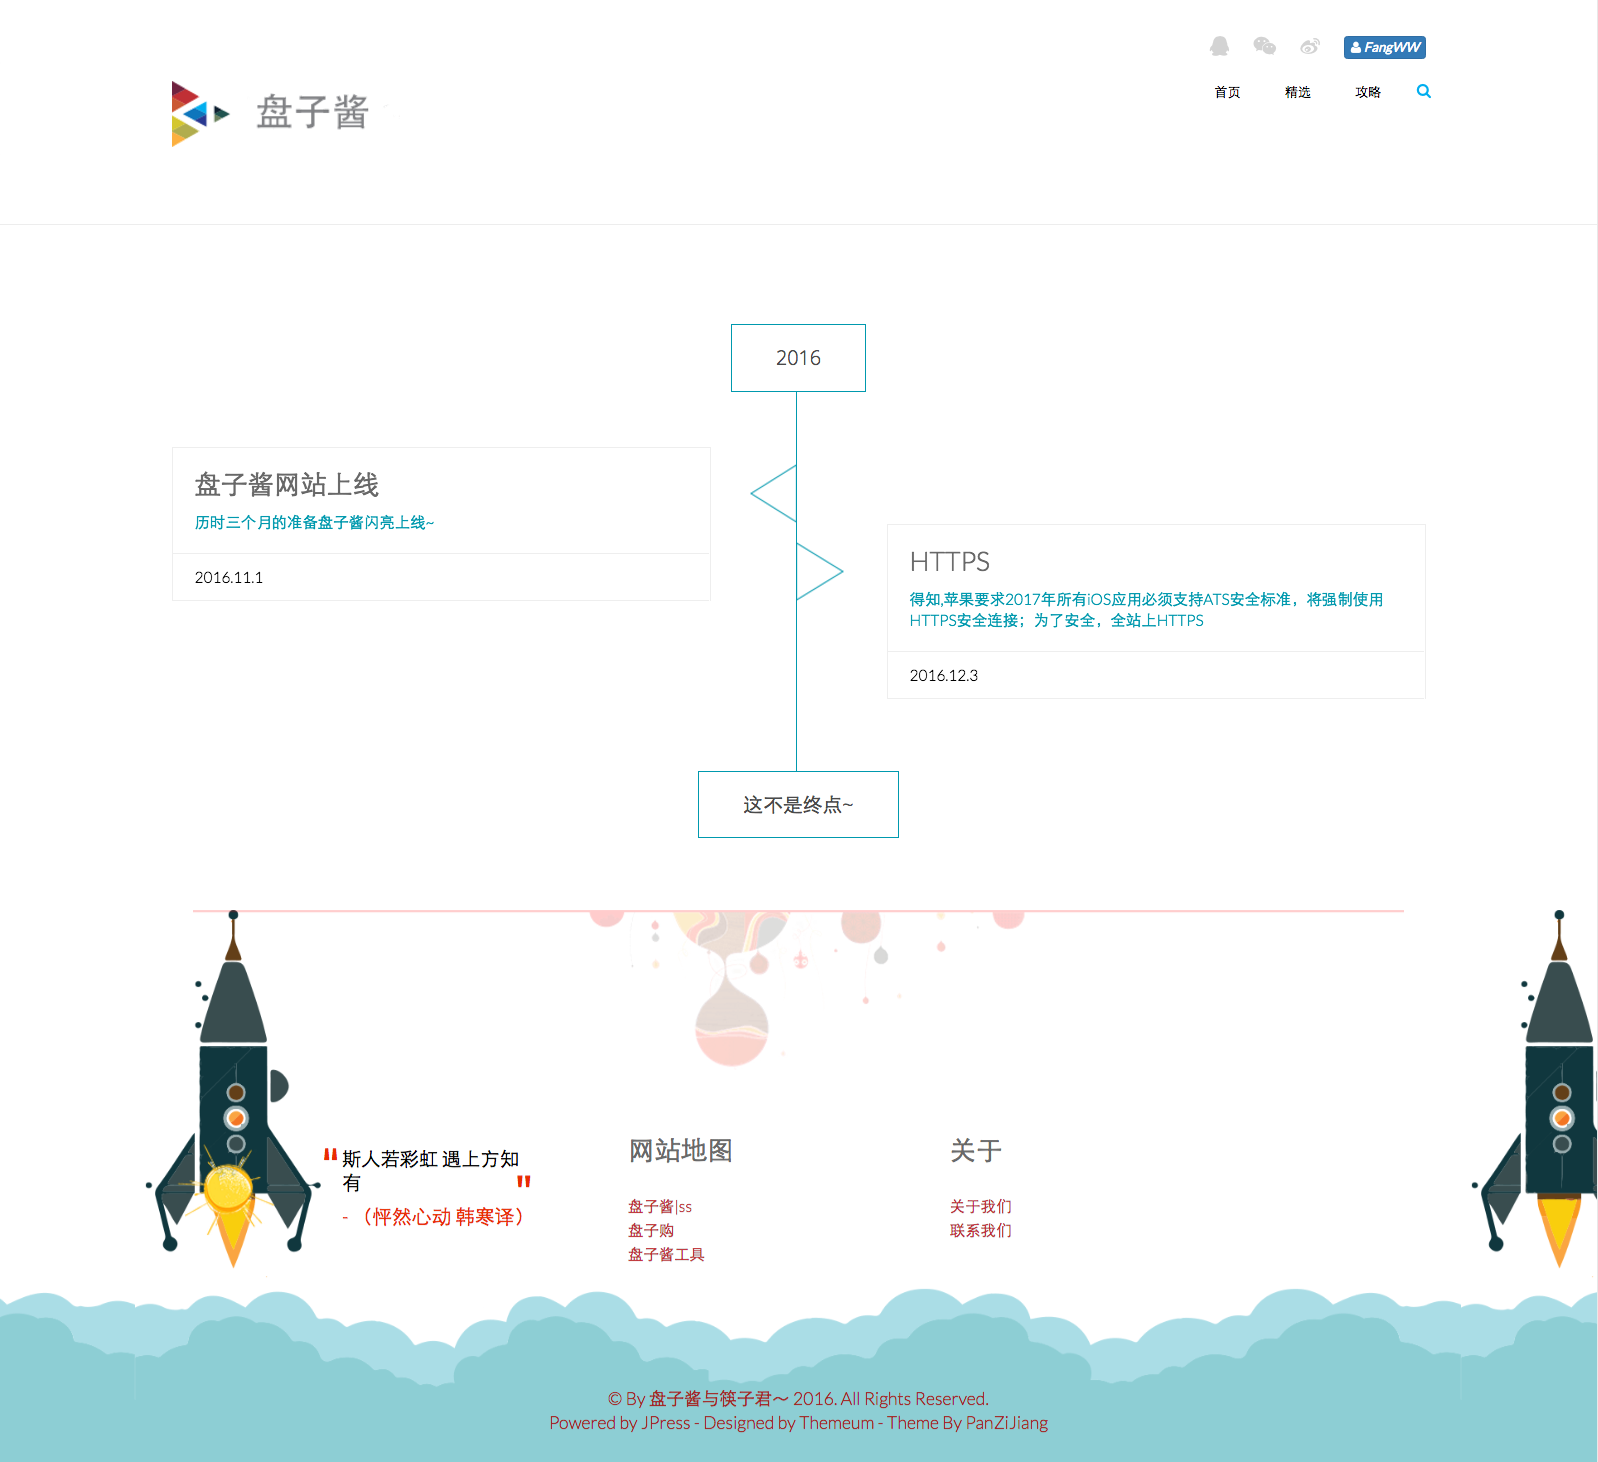 FangWW
首页 精选 攻略
盘子酱
2016
盘子酱网站上线
历时三个月的准备盘子酱闪亮上线~
2016.11.1
HTTPS
得知,苹果要求2017年所有iOS应用必须支持ATS安全标准，将强制使用
HTTPS安全连接；为了安全，全站上HTTPS
2016.12.3
这不是终点~
"斯人若彩虹 遇上方知
有"
- （怦然心动 韩寒译）
网站地图
盘子酱|ss
盘子购
盘子酱工具
关于
关于我们
联系我们
© By 盘子酱与筷子君～ 2016. All Rights Reserved.
Powered by JPress - Designed by Themeum - Theme By PanZiJiang